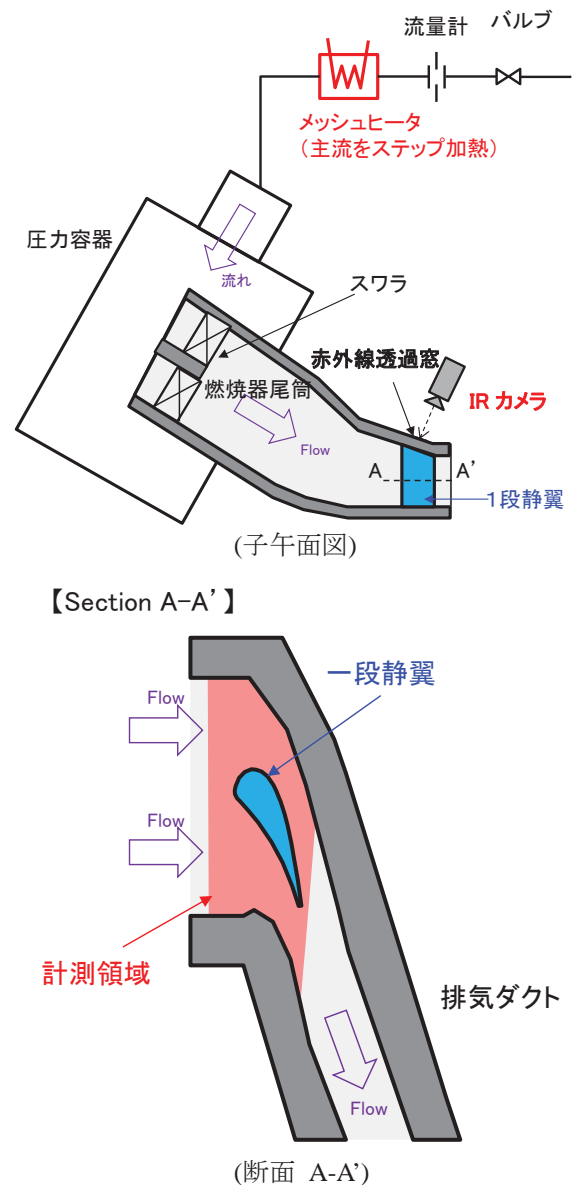 流量計
バルブ
メッシュヒータ
(主流をステップ加熱)
圧力容器
流れ
スワラ
赤外線透過窓
燃焼器尾筒
IR カメラ
Flow
A
A'
1段静翼
(子午面図)
【Section A-A'】
一段静翼
Flow
Flow
計測領域
排気ダクト
Flow
(断面 A-A')